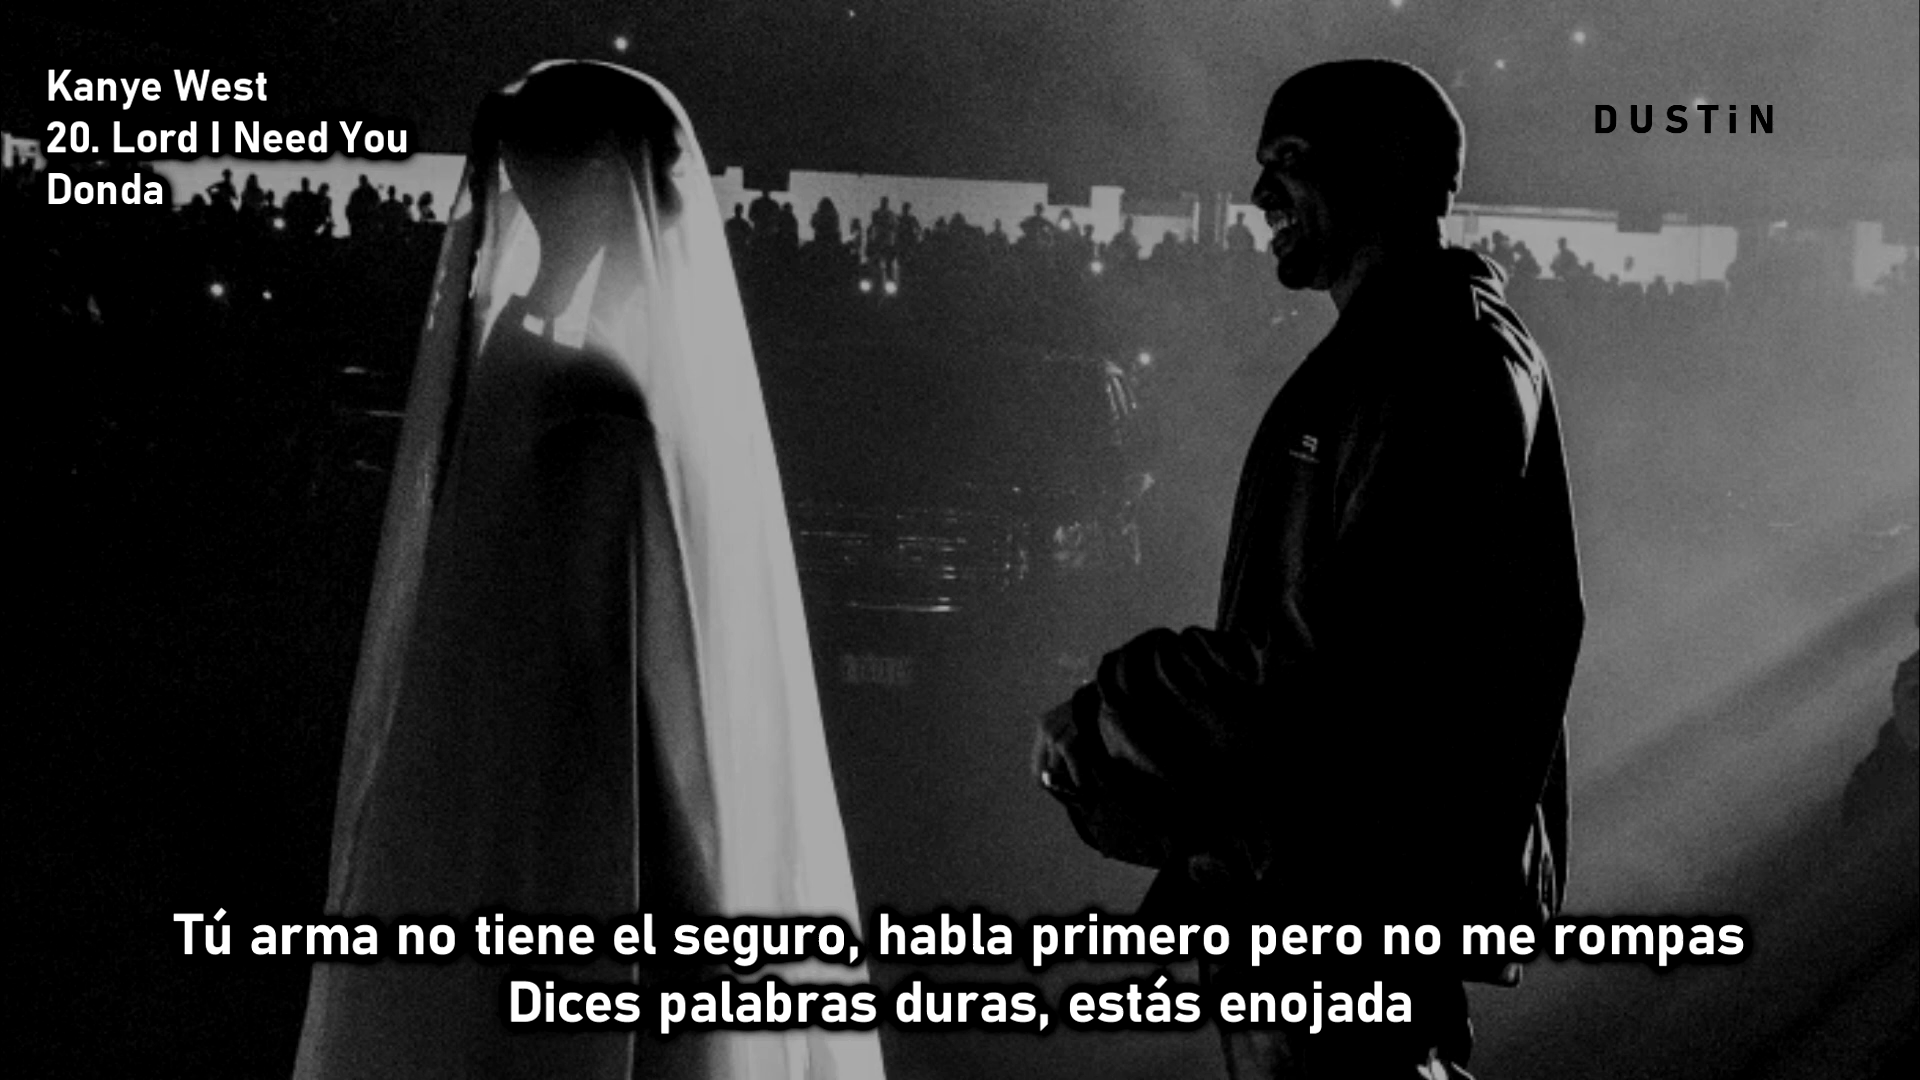 Kanye West
20. Lord I Need You
Donda
DUSTiN
Tú arma no tiene el seguro, habla primero pero no me rompas
Dices palabras duras, estás enojada